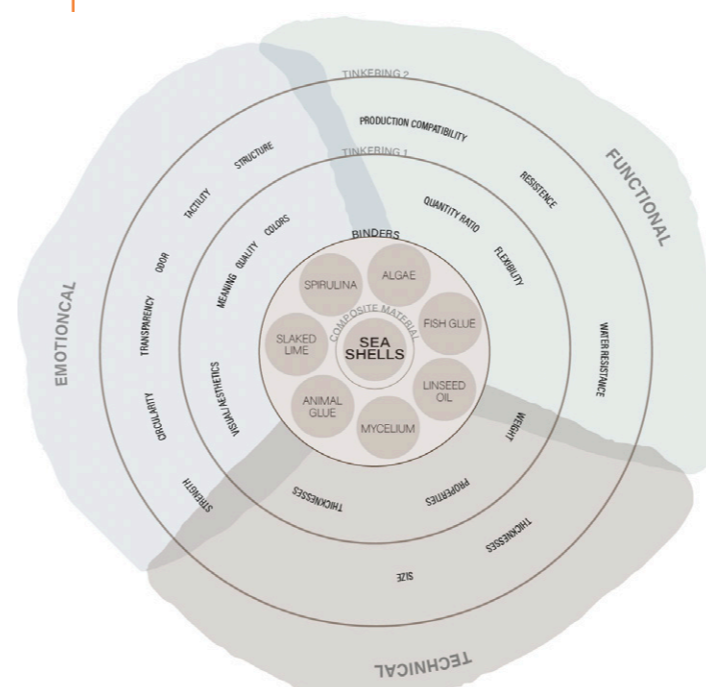 TINKERING 2
PRODUCTION COMPATIBILITY
RESISTENCE
WATER RESISTANCE
FUNCTIONAL
TINKERING 1
QUANTITY RATIO
FLEXIBILITY
WEIGHT
PROPERTIES
THICKNESSES
THICKNESSES
SIZE
TECHNICAL
STRUCTURE
TACTILITY
ODOR
TRANSPARENCY
CIRCULARITY
STRENGTH
EMOTIONCAL
COLORS
QUALITY
MEANING
VISUAL/AESTHETICS
BINDERS
SPIRULINA
ALGAE
FISH GLUE
LINSEED
OIL
MYCELIUM
ANIMAL
GLUE
SLAKED
LIME
COMPOSITE MATERIAL
SEA
SHELLS